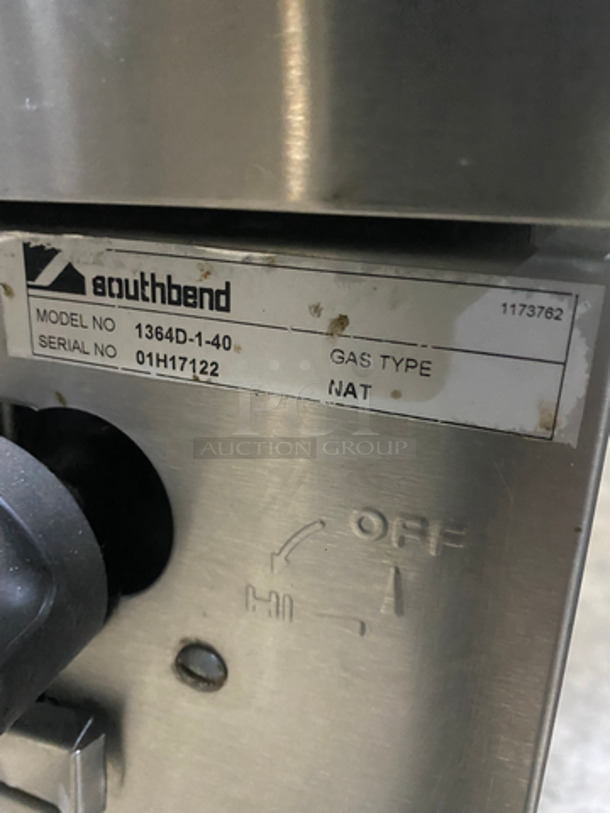 southbend
1173762
MODEL NO 1364D-1-40
SERIAL NO 01H17122
GAS TYPE
NAT
AUCTION GROUP
OFF
HI